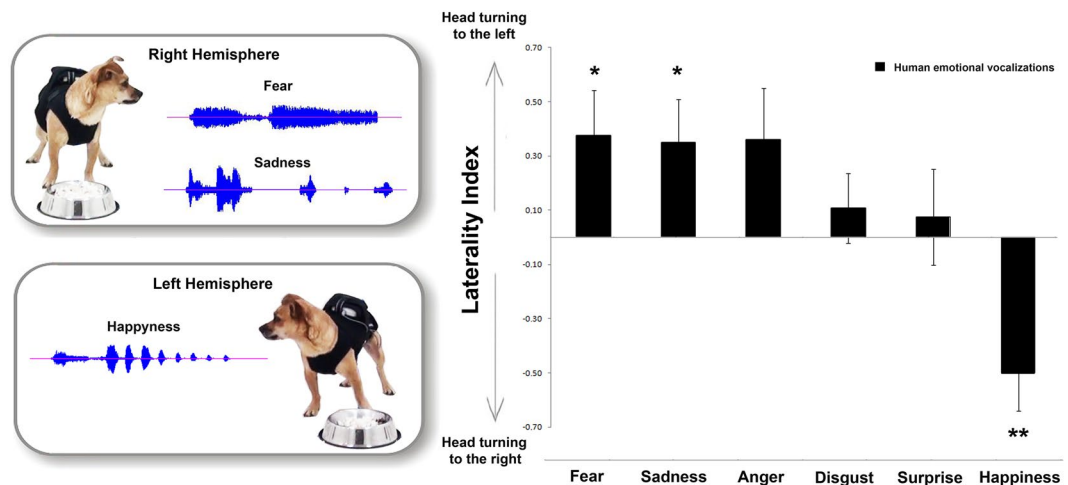 Right Hemisphere
Fear
Sadness
Left Hemisphere
Happyness
Head turning
to the left
Laterality Index
Head turning
to the right
0.70
0.50
0.30
0.10
-0.10
-0.30
-0.50
-0.70
Human emotional vocalizations
* * **
Fear Sadness Anger Disgust Surprise Happiness